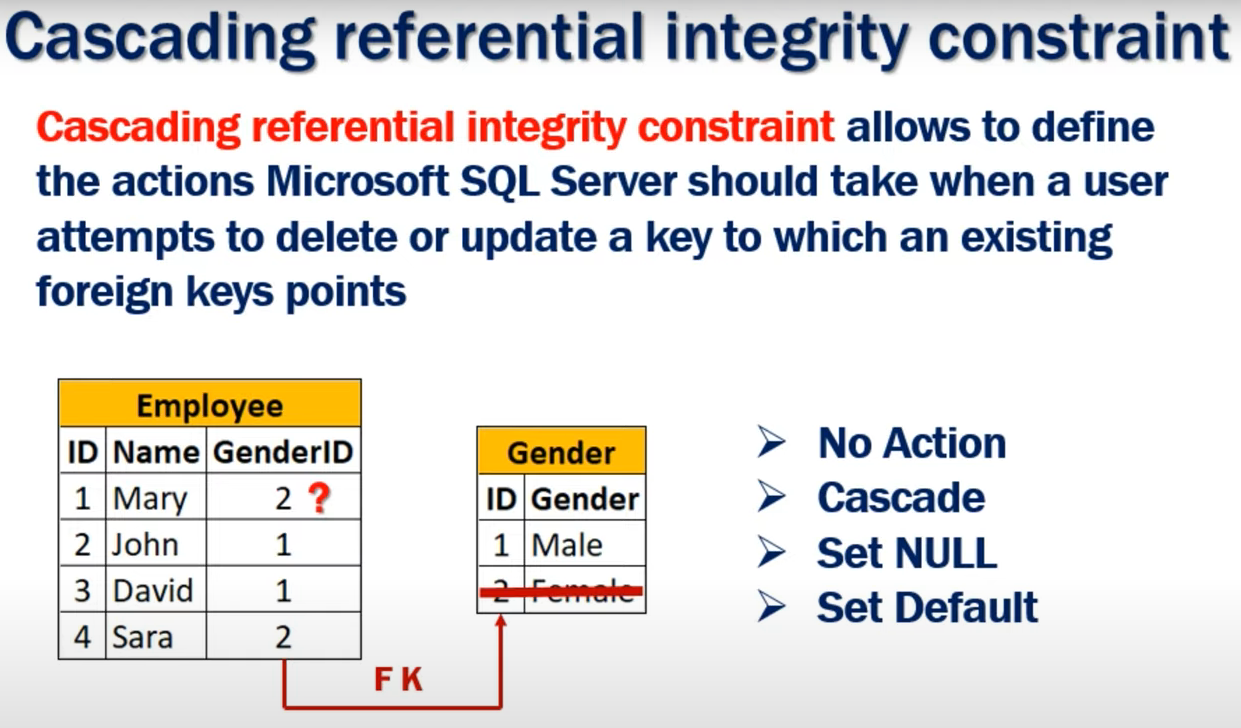 Cascading referential integrity constraint
Cascading referential integrity constraint allows to define
the actions Microsoft SQL Server should take when a user
attempts to delete or update a key to which an existing
foreign keys points
Employee
ID Name GenderID
1 Mary 2 ?
2 John 1
3 David 1
4 Sara 2
FK
Gender
ID Gender
1 Male
2 Female
No Action
Cascade
Set NULL
Set Default